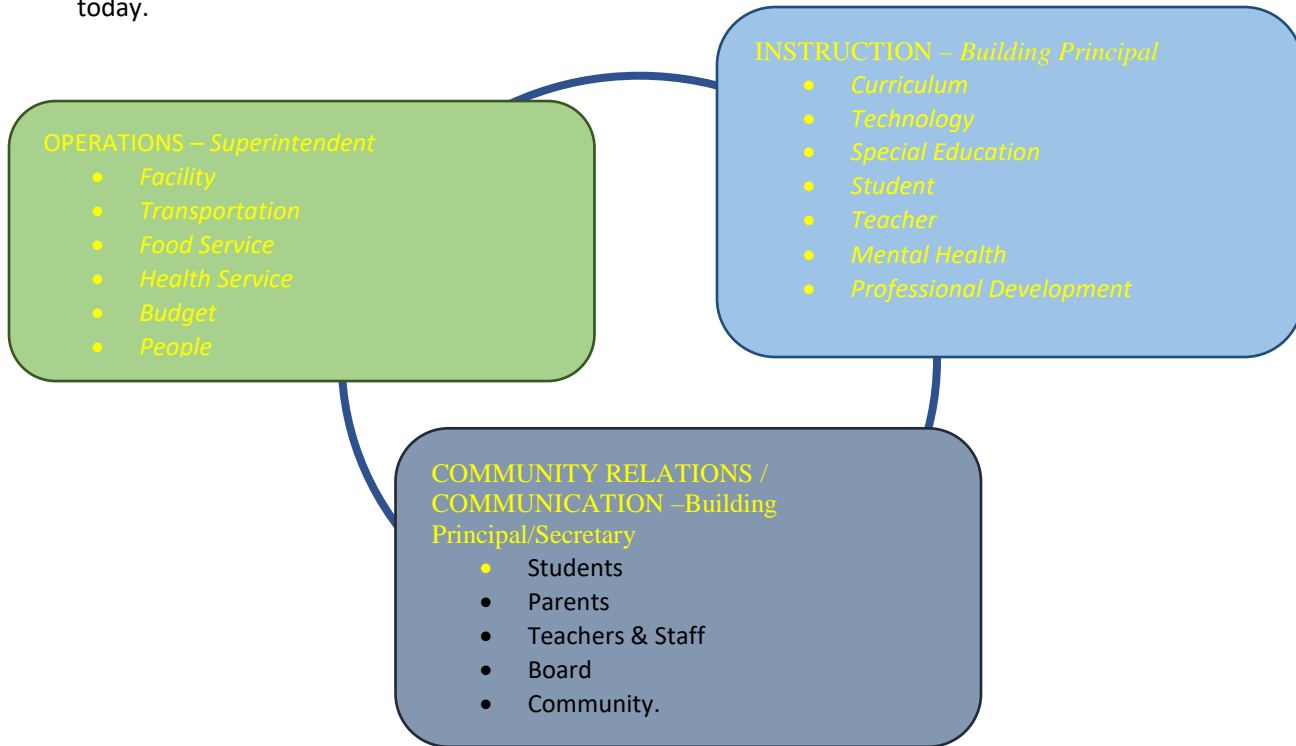 today.
OPERATIONS – Superintendent
• Facility
• Transportation
• Food Service
• Health Service
• Budget
• People
INSTRUCTION – Building Principal
• Curriculum
• Technology
• Special Education
• Student
• Teacher
• Mental Health
• Professional Development
COMMUNITY RELATIONS /
COMMUNICATION –Building
Principal/Secretary
• Students
• Parents
• Teachers & Staff
• Board
• Community.